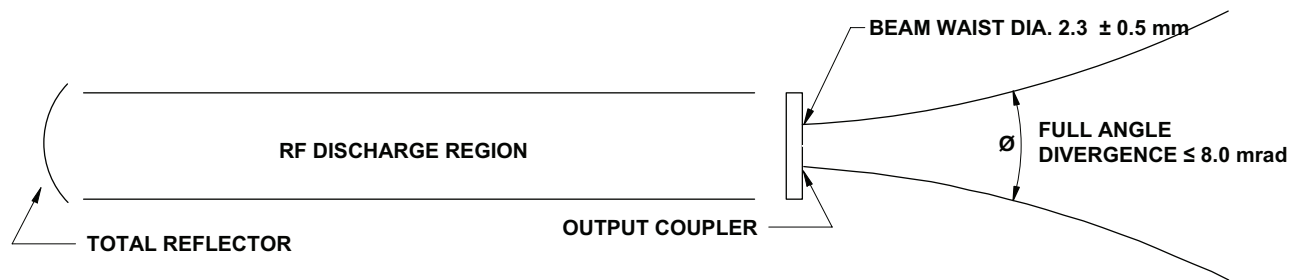 BEAM WAIST DIA. 2.3 ± 0.5 mm
RF DISCHARGE REGION
Ø
FULL ANGLE
DIVERGENCE ≤ 8.0 mrad
OUTPUT COUPLER
TOTAL REFLECTOR